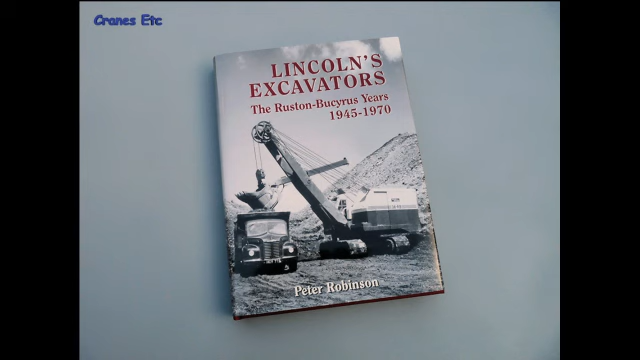 Cranes Etc
LINCOLN'S
EXCAVATORS
The Ruston-Bucyrus Years
1945-1970
Peter Robinson